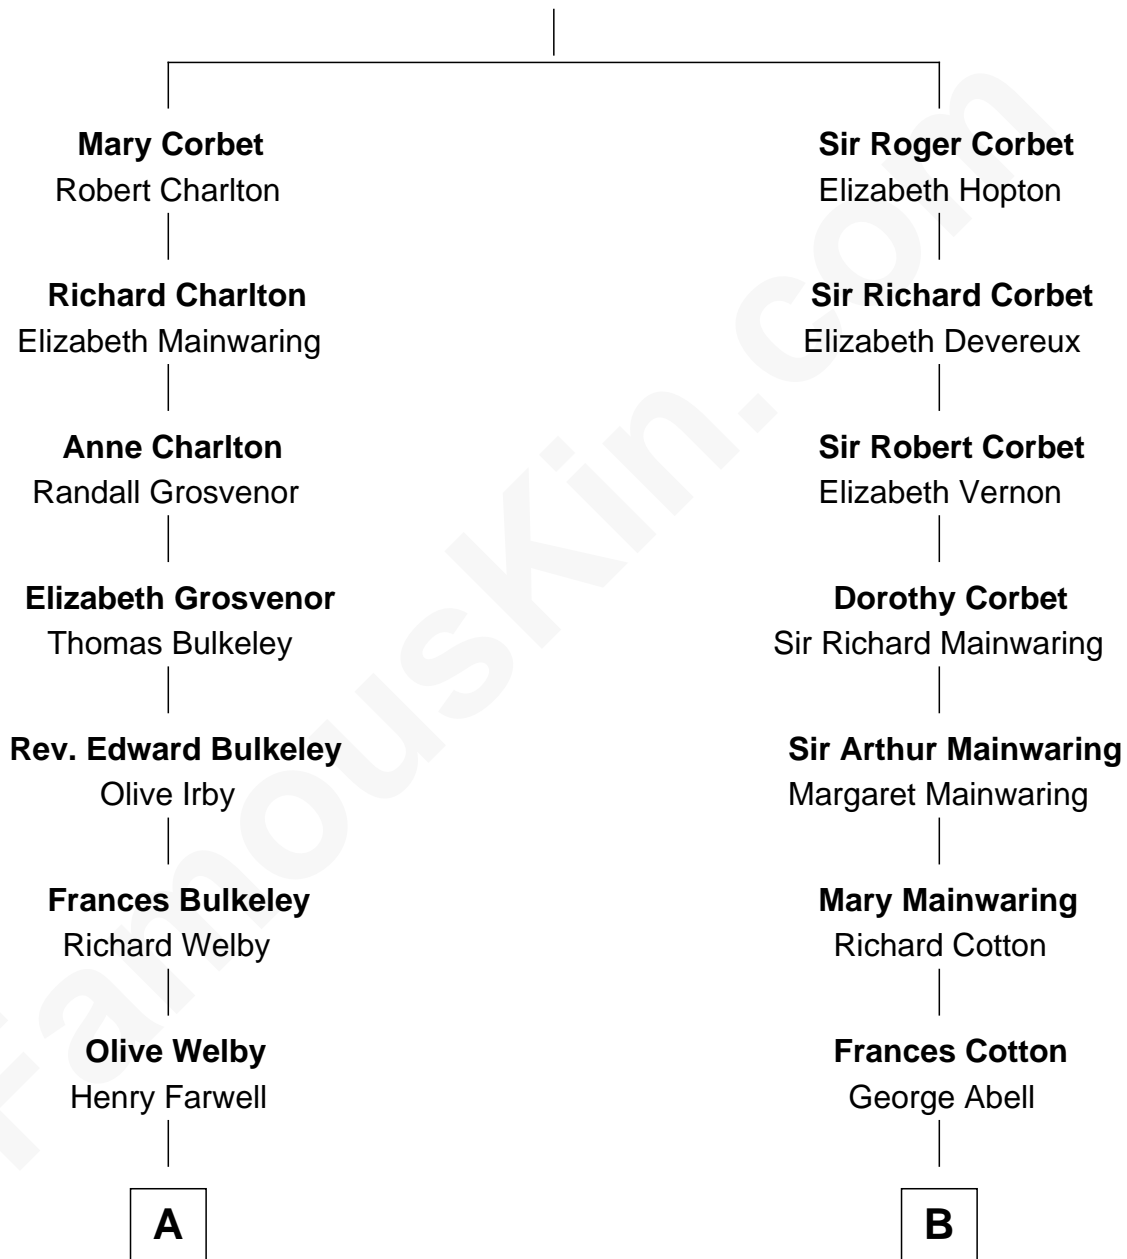 Mary Corbet
Robert Charlton
Richard Charlton
Elizabeth Mainwaring
Anne Charlton
Randall Grosvenor
Elizabeth Grosvenor
Thomas Bulkeley
Rev. Edward Bulkeley
Olive Irby
Frances Bulkeley
Richard Welby
Olive Welby
Henry Farwell
A
Sir Roger Corbet
Elizabeth Hopton
Sir Richard Corbet
Elizabeth Devereux
Sir Robert Corbet
Elizabeth Vernon
Dorothy Corbet
Sir Richard Mainwaring
Sir Arthur Mainwaring
Margaret Mainwaring
Mary Mainwaring
Richard Cotton
Frances Cotton
George Abell
B
FamousKin.com